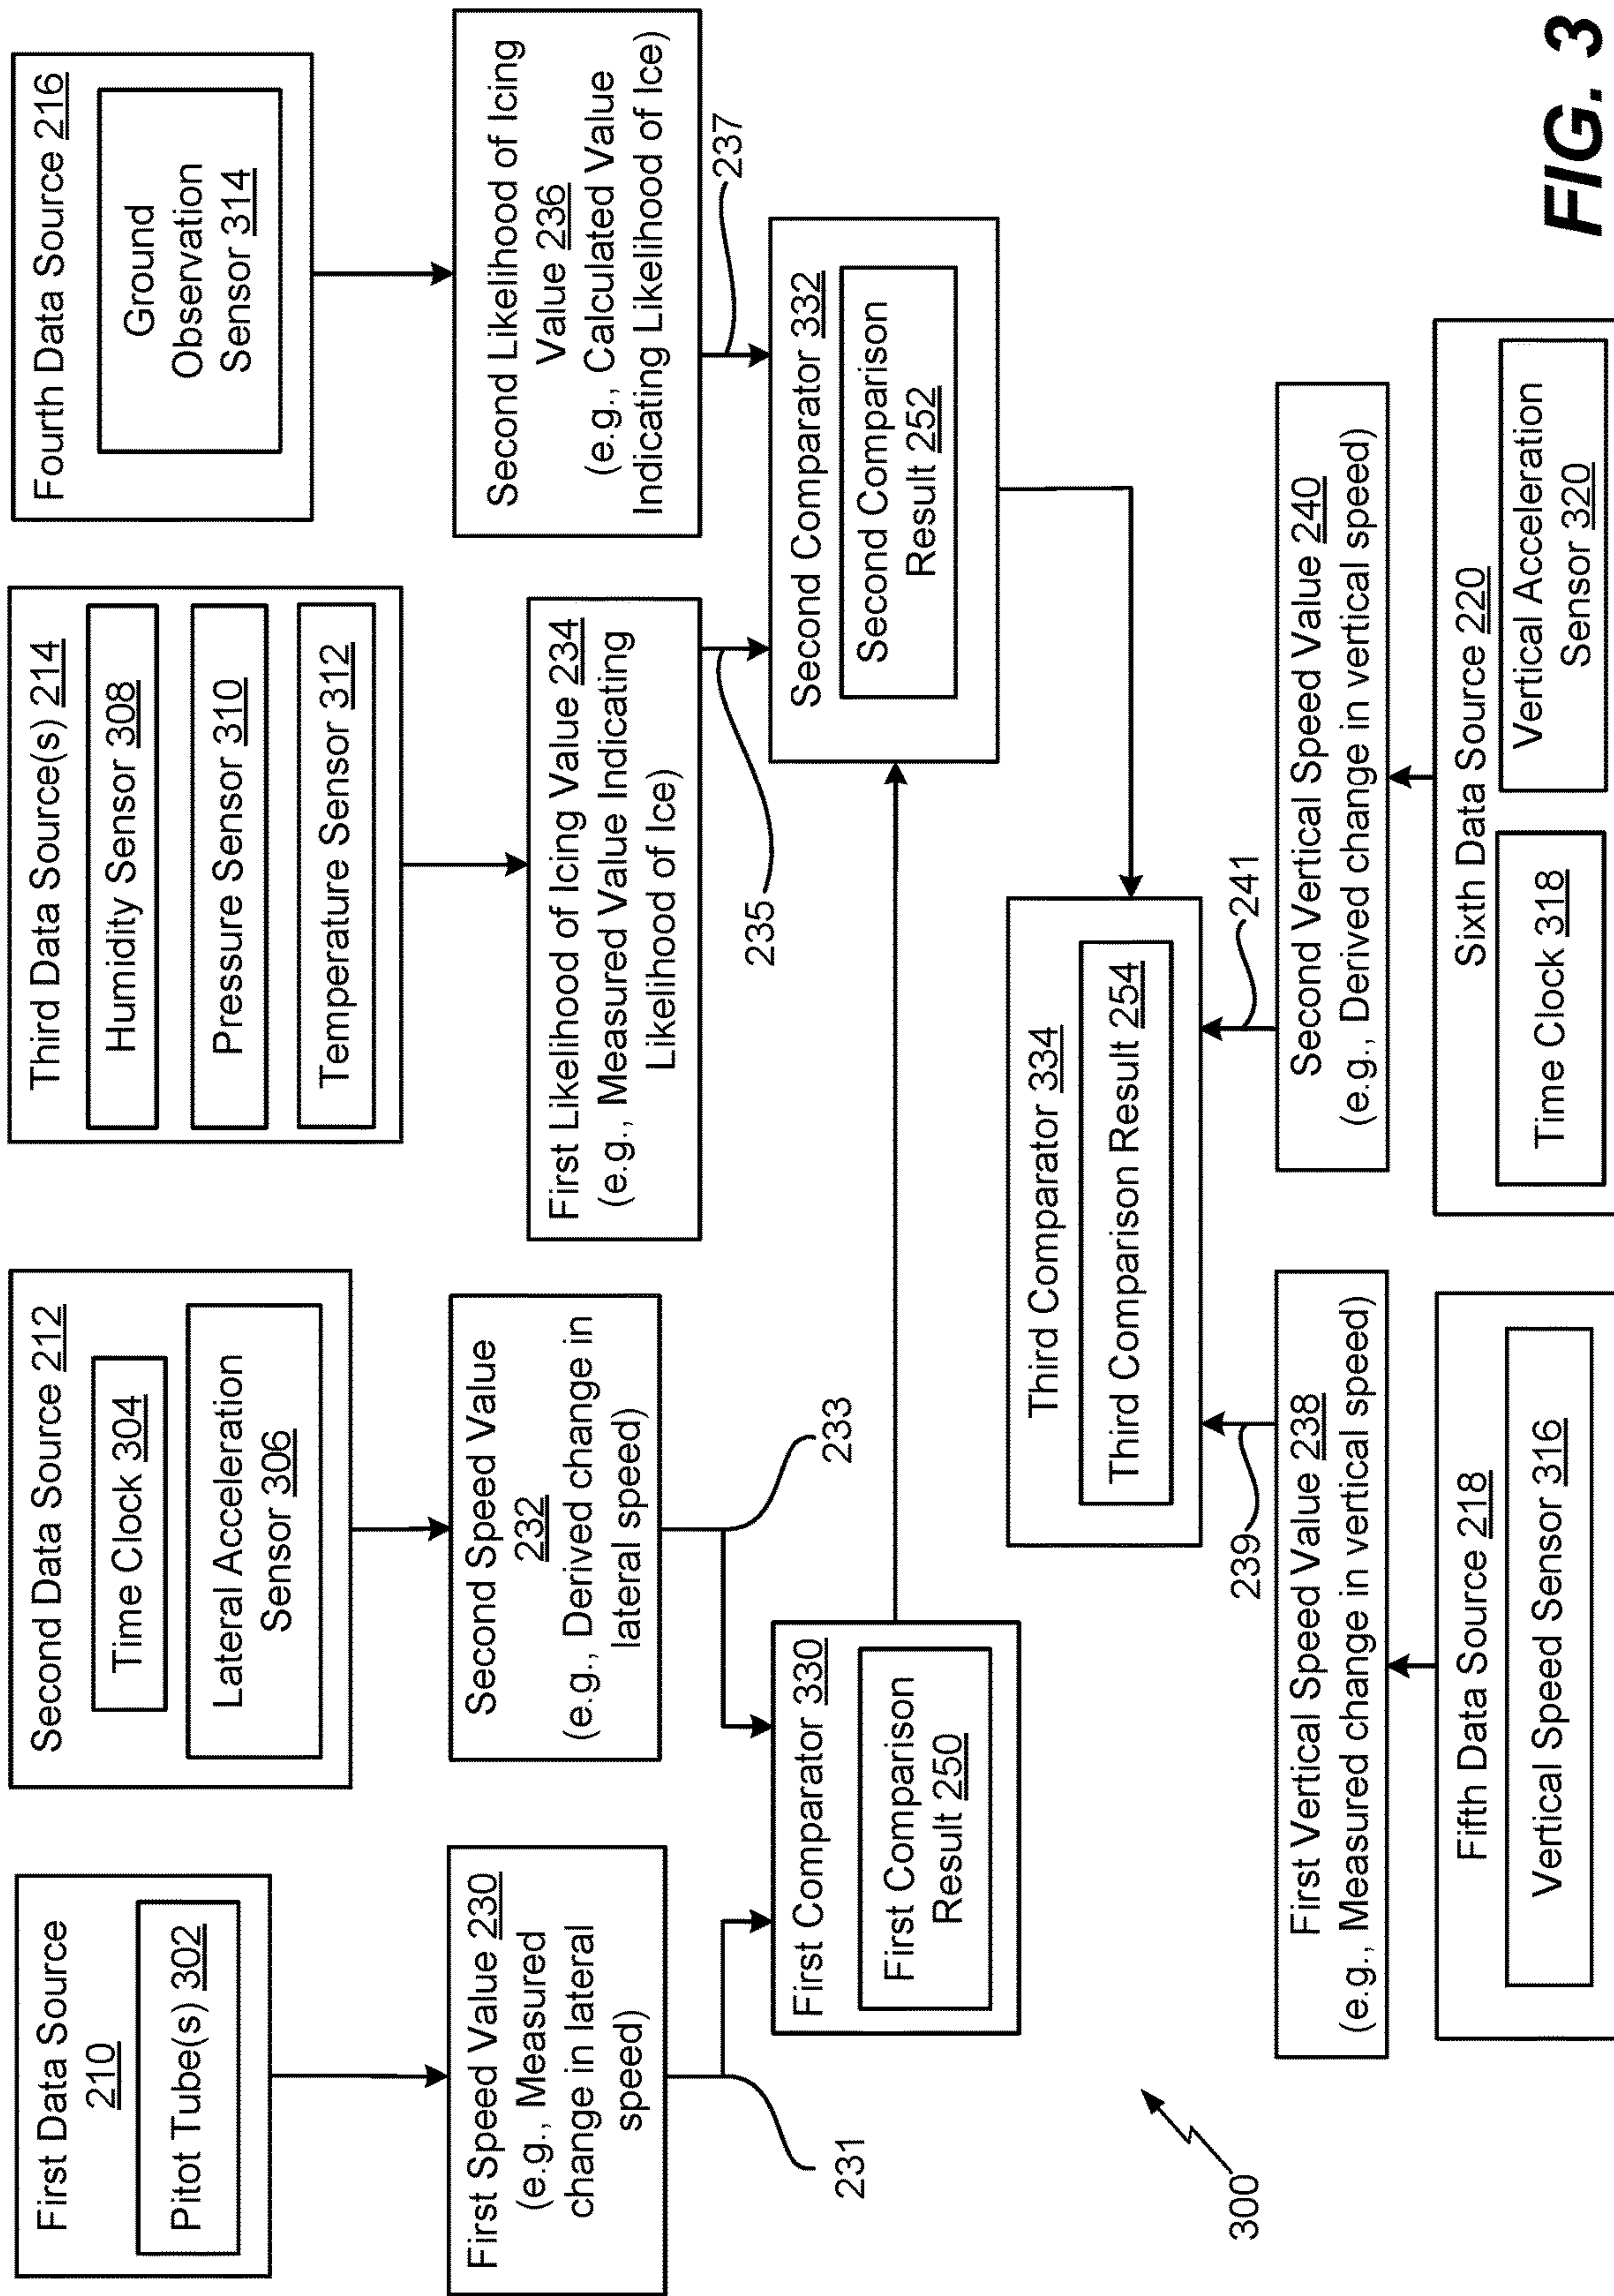 First Data Source
210
Pitot Tube(s) 302
Second Data Source 212
Time Clock 304
Lateral Acceleration
Sensor 306
Third Data Source(s) 214
Humidity Sensor 308
Pressure Sensor 310
Temperature Sensor 312
Fourth Data Source 216
Ground
Observation
Sensor 314
First Speed Value 230
(e.g., Measured
change in lateral
speed)
Second Speed Value
232
(e.g., Derived change in
lateral speed)
First Likelihood of Icing Value 234
(e.g., Measured Value Indicating
Likelihood of Ice)
Second Likelihood of Icing
Value 236
(e.g., Calculated Value
Indicating Likelihood of Ice)
231
233
235
237
First Comparator 330
First Comparison
Result 250
Second Comparator 332
Second Comparison
Result 252
Third Comparator 334
Third Comparison Result 254
239
241
First Vertical Speed Value 238
(e.g., Measured change in vertical speed)
Second Vertical Speed Value 240
(e.g., Derived change in vertical speed)
Fifth Data Source 218
Vertical Speed Sensor 316
Sixth Data Source 220
Time Clock 318
Vertical Acceleration
Sensor 320
300
FIG. 3